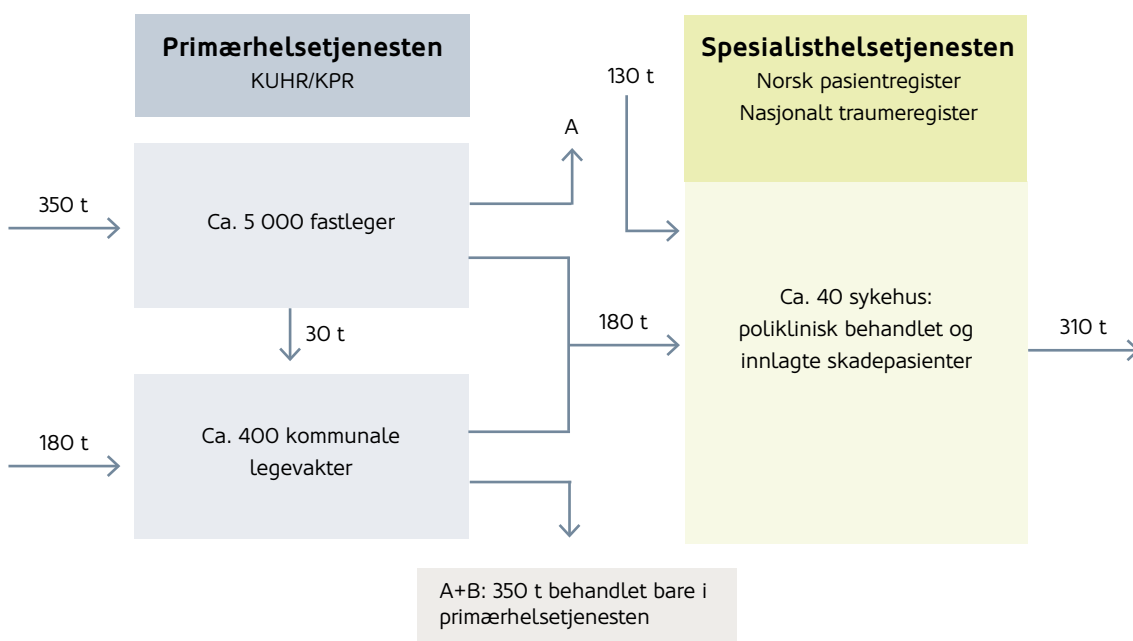 Primærhelsetjenesten
KUHR/KPR
Spesialisthelsetjenesten
Norsk pasientregister
Nasjonalt traumeregister
130 t
A
350 t
Ca. 5 000 fastleger
30 t
180 t
Ca. 40 sykehus:
poliklinisk behandlet og
innlagte skadepasienter
310 t
180 t
Ca. 400 kommunale
legevakter
A+B: 350 t behandlet bare i
primærhelsetjenesten